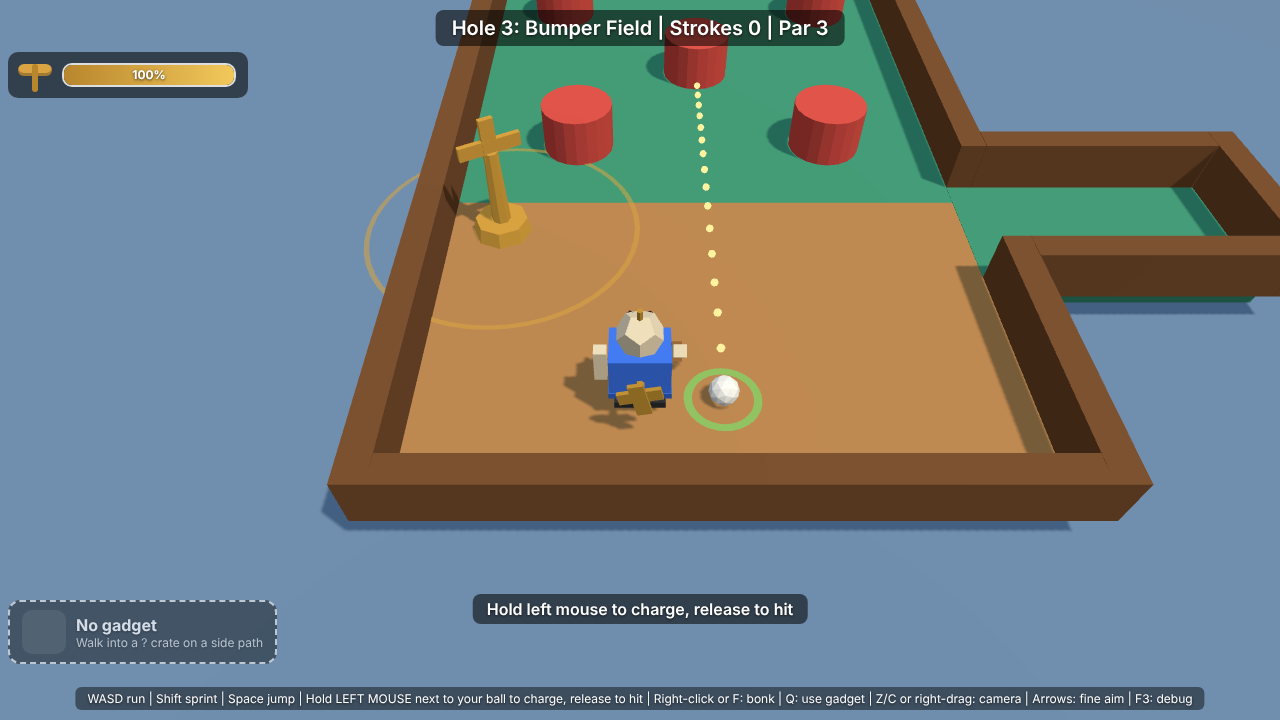 Hole 3: Bumper Field | Strokes 0 | Par 3
100%
Hold left mouse to charge, release to hit
No gadget
Walk into a ? crate on a side path
WASD run | Shift sprint | Space jump | Hold LEFT MOUSE next to your ball to charge, release to hit | Right-click or F: bonk | Q: use gadget | Z/C or right-drag: camera | Arrows: fine aim | F3: debug